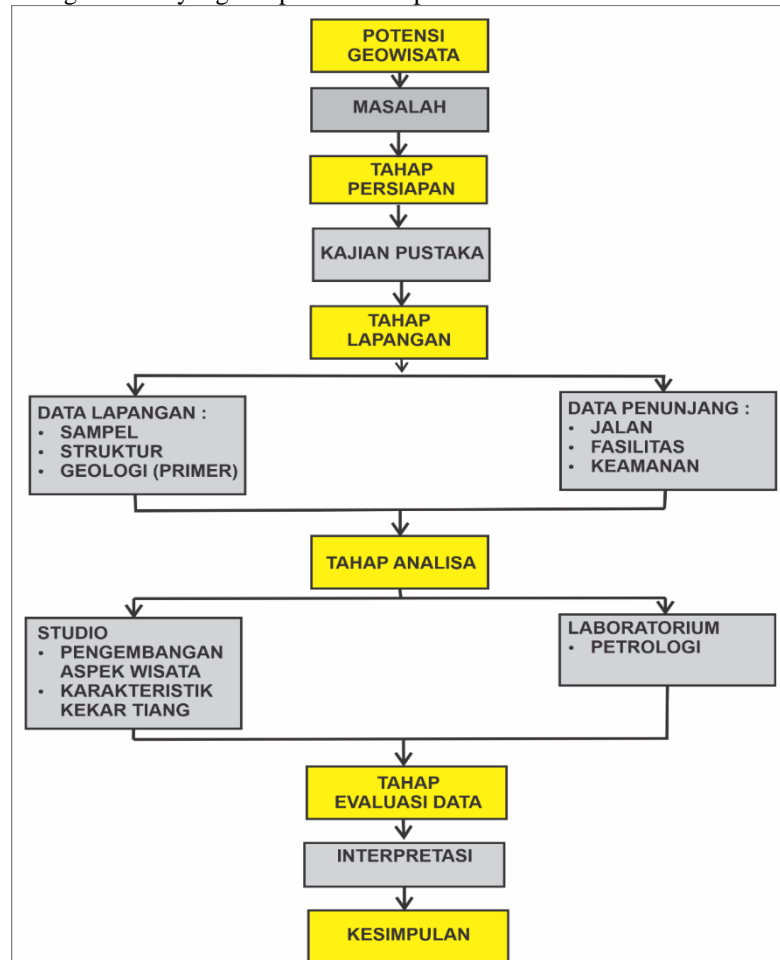 POTENSI
GEOWISATA
MASALAH
TAHAP
PERSIAPAN
KAJIAN PUSTAKA
TAHAP
LAPANGAN
DATA LAPANGAN :
• SAMPEL
• STRUKTUR
• GEOLOGI (PRIMER)
DATA PENUNJANG :
• JALAN
• FASILITAS
• KEAMANAN
TAHAP ANALISA
STUDIO
• PENGEMBANGAN
ASPEK WISATA
• KARAKTERISTIK
KEKAR TIANG
LABORATORIUM
• PETROLOGI
TAHAP
EVALUASI DATA
INTERPRETASI
KESIMPULAN